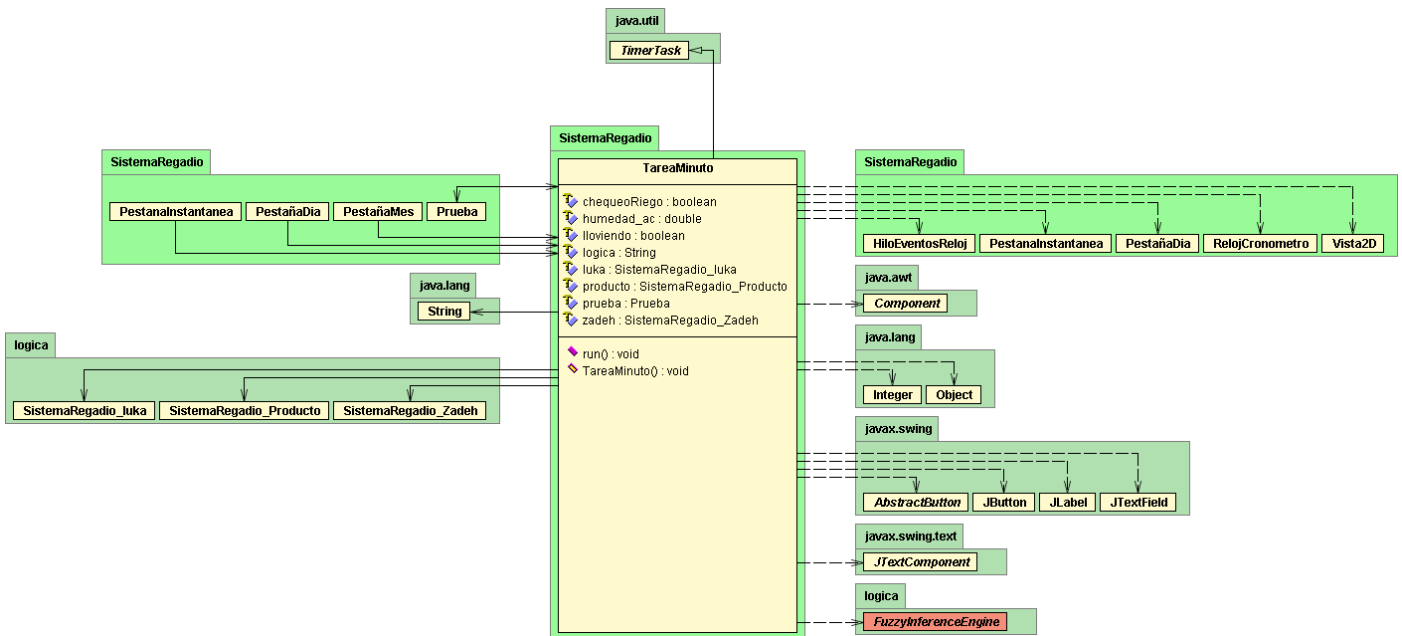 java.util
TimerTask
SistemaRegadio
PestanaInstantanea PestañaDia PestañaMes Prueba
java.lang
String
logica
SistemaRegadio_luka SistemaRegadio_Producto SistemaRegadio_Zadeh
SistemaRegadio
TareaMinuto
chequeoRiego : boolean
humedad_ac : double
lloviendo : boolean
logica : String
luka : SistemaRegadio_luka
producto : SistemaRegadio_Producto
prueba : Prueba
zadeh : SistemaRegadio_Zadeh
run() : void
TareaMinuto() : void
SistemaRegadio
HiloEventosReloj PestanaInstantanea PestañaDia RelojCronometro Vista2D
java.awt
Component
java.lang
Integer Object
javax.swing
AbstractButton JButton JLabel JTextField
javax.swing.text
JTextComponent
logica
FuzzyInferenceEngine